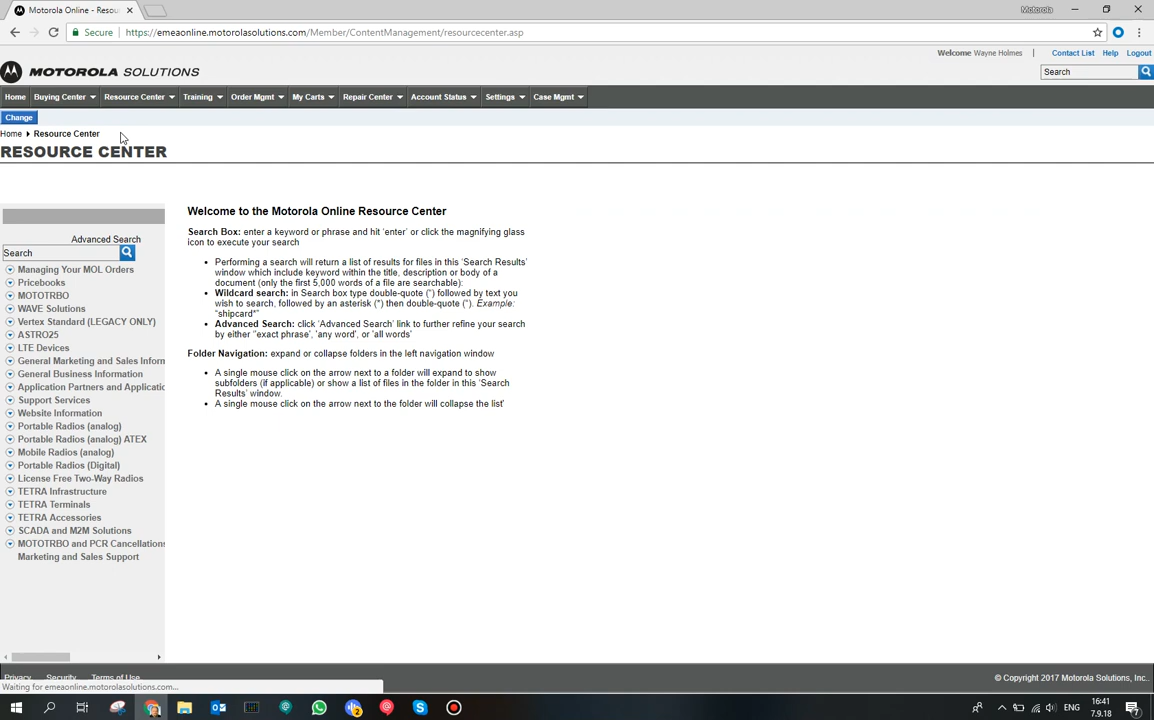 Motorola Online - Resou
Motorola
Secure
https://emeaonline.motorolasolutions.com/Member/ContentManagement/resourcecenter.asp
Welcome Wayne Holmes | Contact List Help Logout
MOTOROLA SOLUTIONS
Search
Home Buying Center Resource Center Training Order Mgmt My Carts Repair Center Account Status Settings Case Mgmt
Change
Home Resource Center
RESOURCE CENTER
Advanced Search
Search
Managing Your MOL Orders
Pricebooks
MOTOTRBO
WAVE Solutions
Vertex Standard (LEGACY ONLY)
ASTRO25
LTE Devices
General Marketing and Sales Inforn
General Business Information
Application Partners and Applicatic
Support Services
Website Information
Portable Radios (analog)
Portable Radios (analog) ATEX
Mobile Radios (analog)
Portable Radios (Digital)
License Free Two-Way Radios
TETRA Infrastructure
TETRA Terminals
TETRA Accessories
SCADA and M2M Solutions
MOTOTRBO and PCR Cancellations
Marketing and Sales Support
Welcome to the Motorola Online Resource Center
Search Box: enter a keyword or phrase and hit 'enter' or click the magnifying glass
icon to execute your search
• Performing a search will return a list of results for files in this 'Search Results'
window which include keyword within the title, description or body of a
document (only the first 5,000 words of a file are searchable):
• Wildcard search: in Search box type double-quote (") followed by text you
wish to search, followed by an asterisk (*) then double-quote ("). Example:
"shipcard*"
• Advanced Search: click 'Advanced Search' link to further refine your search
by either '"exact phrase', 'any word', or 'all words'
Folder Navigation: expand or collapse folders in the left navigation window
• A single mouse click on the arrow next to a folder will expand to show
subfolders (if applicable) or show a list of files in the folder in this 'Search
Results' window.
• A single mouse click on the arrow next to the folder will collapse the list'
Privacy Security Terms of Use
© Copyright 2017 Motorola Solutions, Inc..
Waiting for emeaonline.motorolasolutions.com...
2
ENG
16:41
7.9.18
7